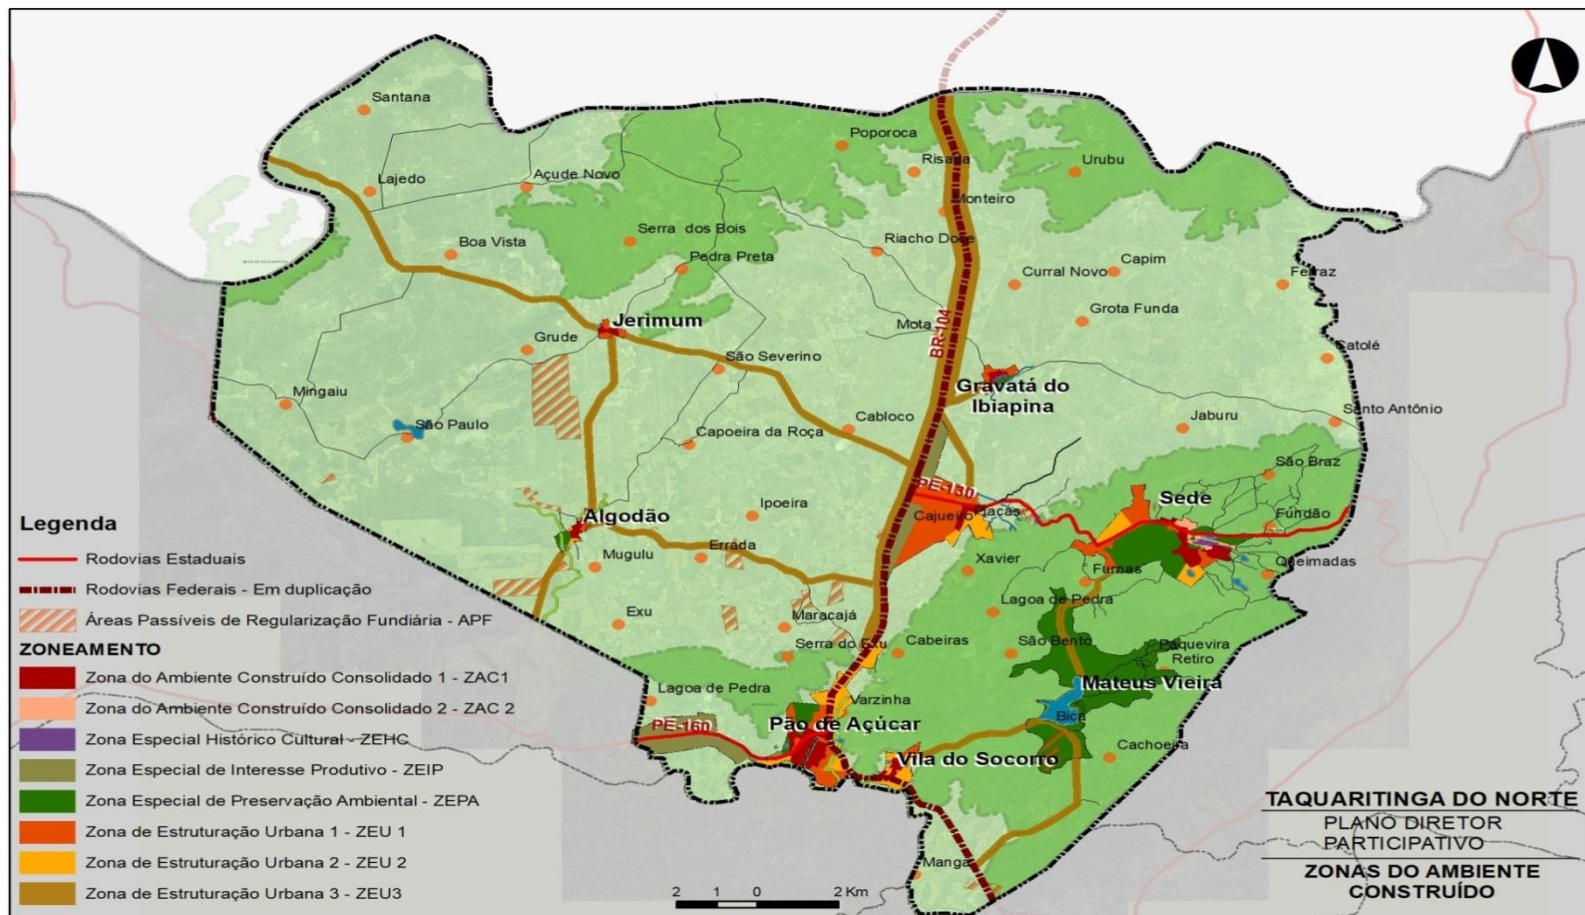 Santana
Poporoca
Risada
Urubu
Lajedo
Açude Novo
Monteiro
Boa Vista
Serra dos Bois
Riacho Doce
Pedra Preta
Curral Novo
Capim
Ferraz
Jerimum
Grota Funda
BR-104
Mota
Grude
São Severino
Catolé
Gravatá do
Ibiapina
Mingaiu
São Paulo
Cabloco
Jaburu
Santo Antônio
Capoeira da Roça
São Braz
PE-130
Sede
Ipoeira
Algodão
Cajueiro
Placas
Fundão
Mugulu
Errada
Xavier
Furnas
Queimadas
Exu
Maracajá
Lagoa de Pedra
Serra do Exu
Cabeiras
São Bento
Paquevira
Retiro
Lagoa de Pedra
Varzinha
Mateus Vieira
PE-160
Pão de Açúcar
Bica
Vila do Socorro
Cachoeira
Manga
Legenda
Rodovias Estaduais
Rodovias Federais - Em duplicação
Áreas Passíveis de Regularização Fundiária - APF
ZONEAMENTO
Zona do Ambiente Construído Consolidado 1 - ZAC1
Zona do Ambiente Construído Consolidado 2 - ZAC 2
Zona Especial Histórico Cultural - ZEHC
Zona Especial de Interesse Produtivo - ZEIP
Zona Especial de Preservação Ambiental - ZEPA
Zona de Estruturação Urbana 1 - ZEU 1
Zona de Estruturação Urbana 2 - ZEU 2
Zona de Estruturação Urbana 3 - ZEU3
2 1 0 2 Km
TAQUARITINGA DO NORTE
PLANO DIRETOR
PARTICIPATIVO
ZONAS DO AMBIENTE
CONSTRUÍDO